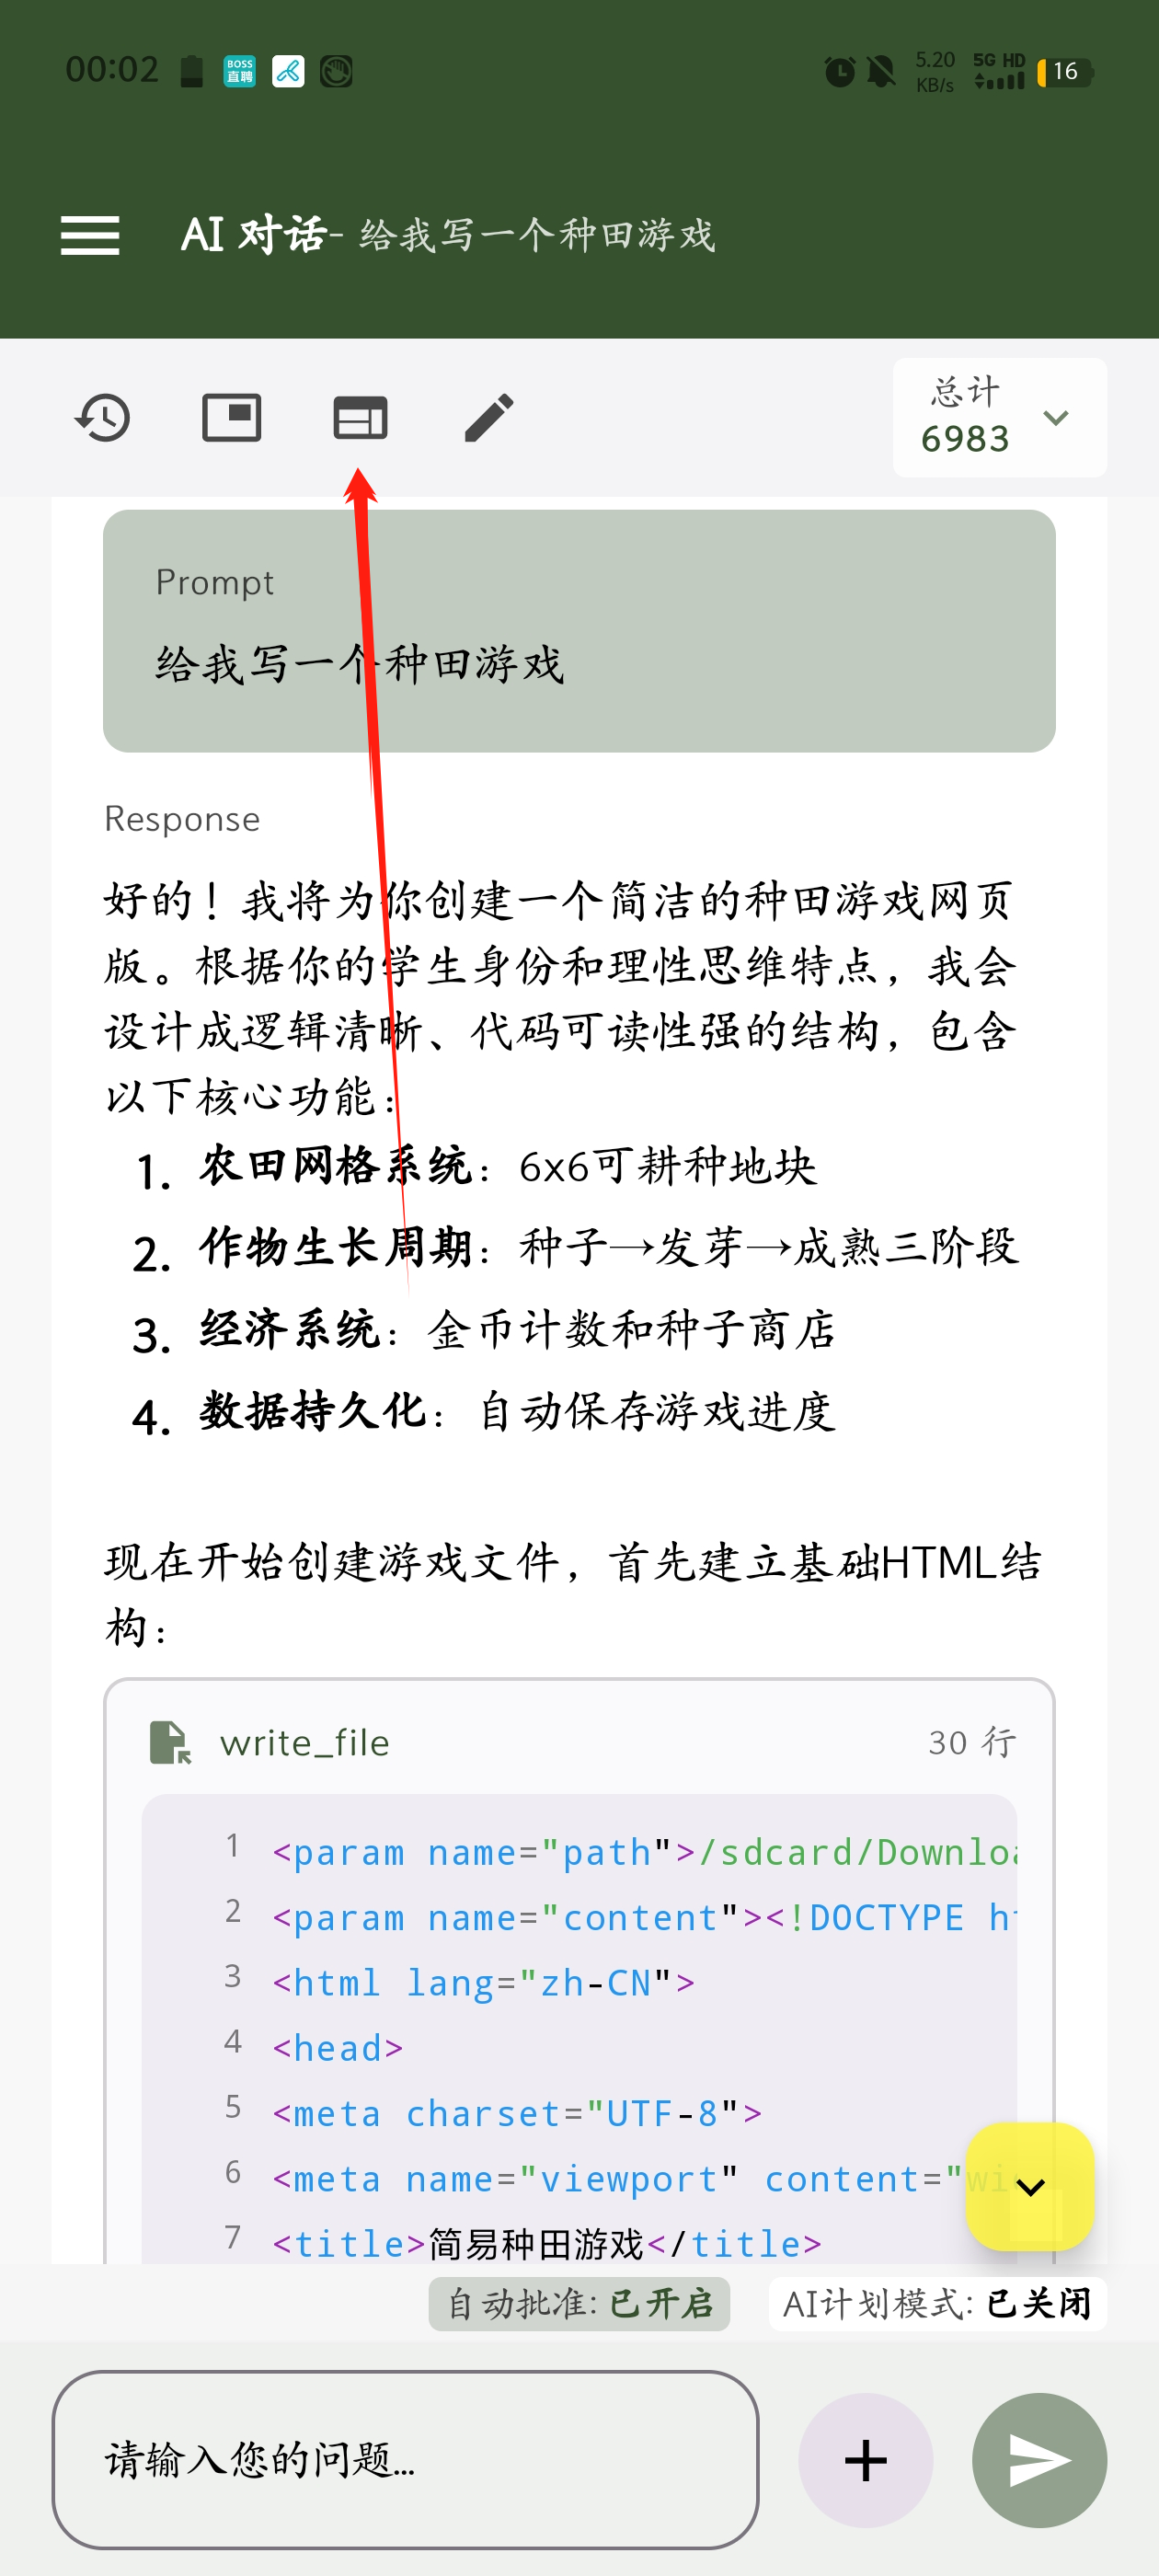 00:02
BOSS
直聘
5.20
KB/s
5G HD
16
AI 对话- 给我写一个种田游戏
总计
6983
Prompt
给我写一个种田游戏
Response
好的！我将为你创建一个简洁的种田游戏网页
版。根据你的学生身份和理性思维特点，我会
设计成逻辑清晰、代码可读性强的结构，包含
以下核心功能：
1. 农田网格系统：6x6可耕种地块
2. 作物生长周期：种子→发芽→成熟三阶段
3. 经济系统：金币计数和种子商店
4. 数据持久化：自动保存游戏进度
现在开始创建游戏文件，首先建立基础HTML结
构：
write_file
30 行
1 <param name="path">/sdcard/Downloa
2 <param name="content"><!DOCTYPE ht
3 <html lang="zh-CN">
4 <head>
5 <meta charset="UTF-8">
6 <meta name="viewport" content="wi
7 <title>简易种田游戏</title>
自动批准: 已开启
AI计划模式: 已关闭
请输入您的问题...